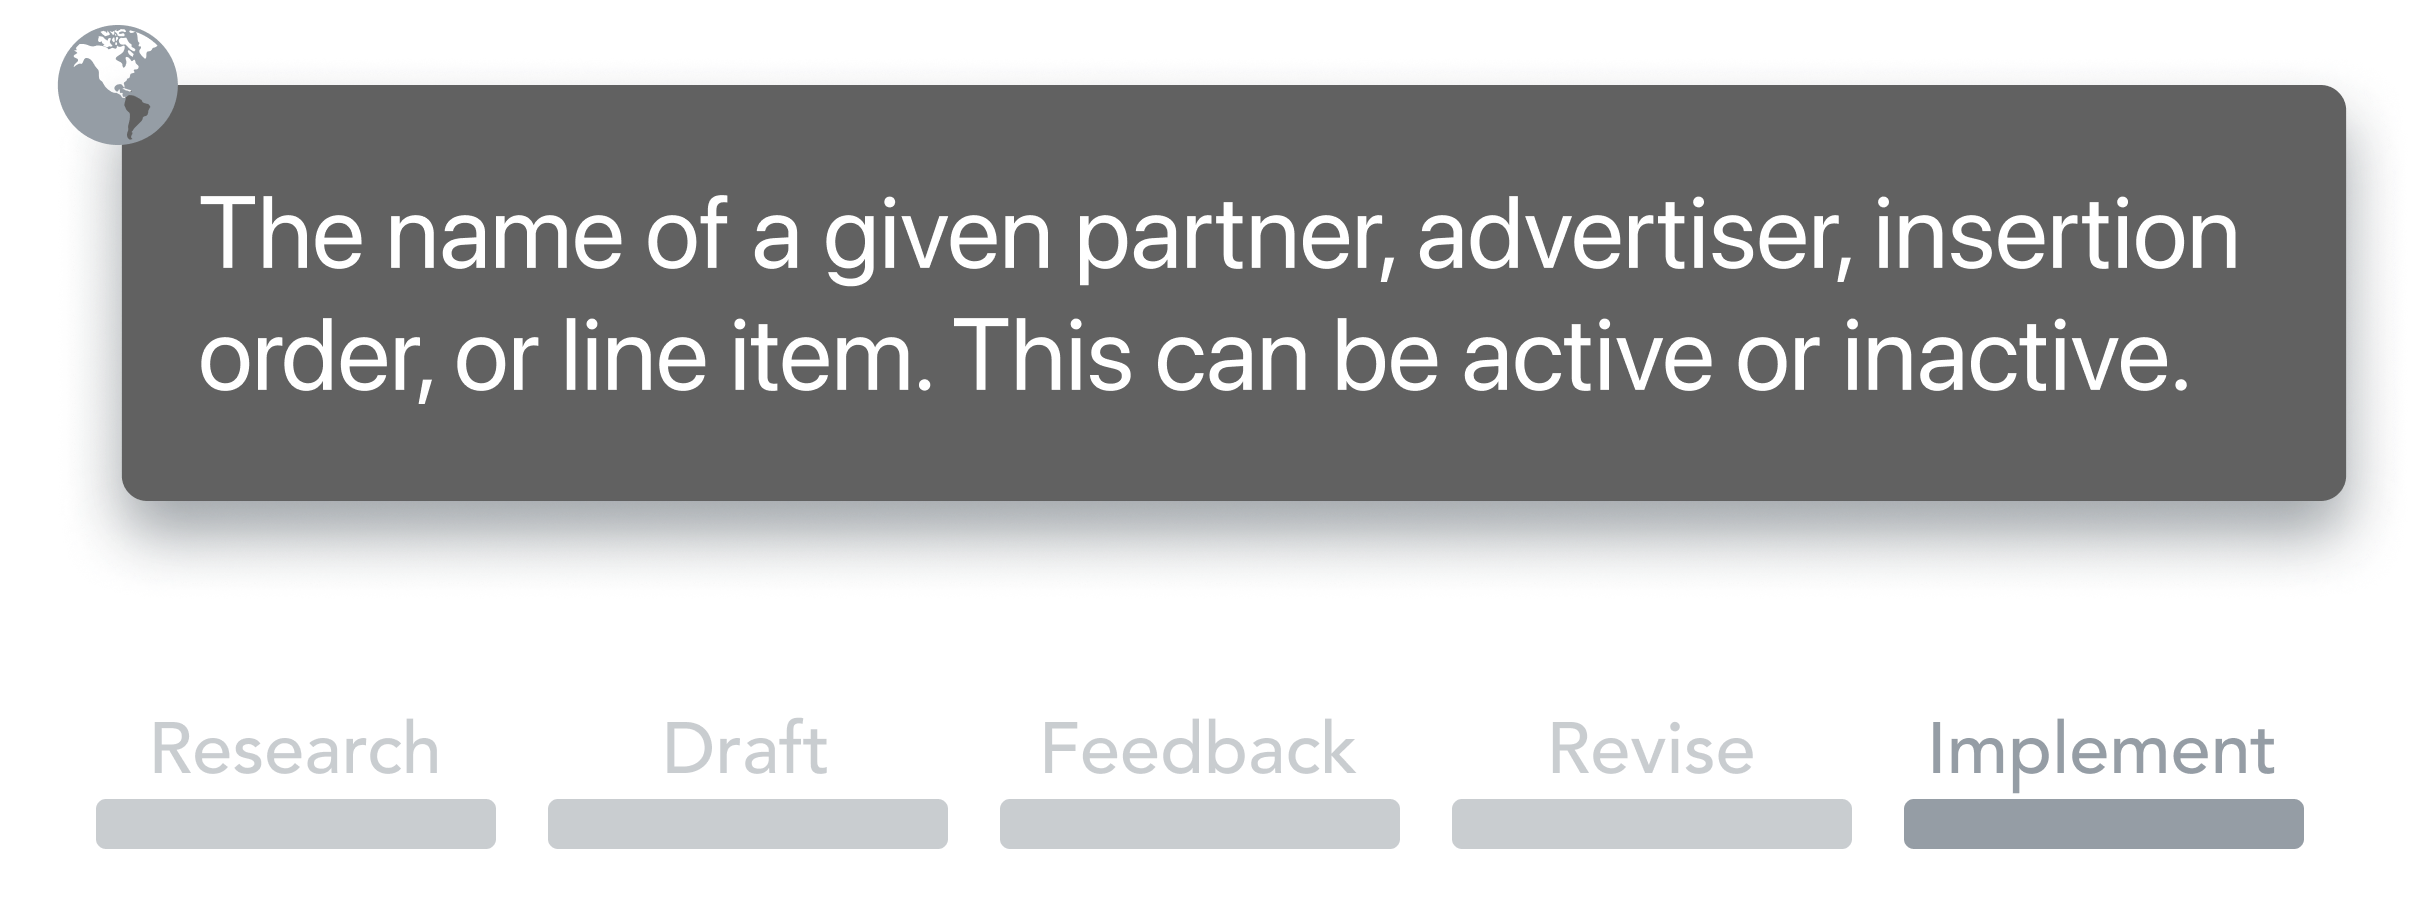 The name of a given partner, advertiser, insertion
order, or line item. This can be active or inactive.
Research
Draft
Feedback
Revise
Implement